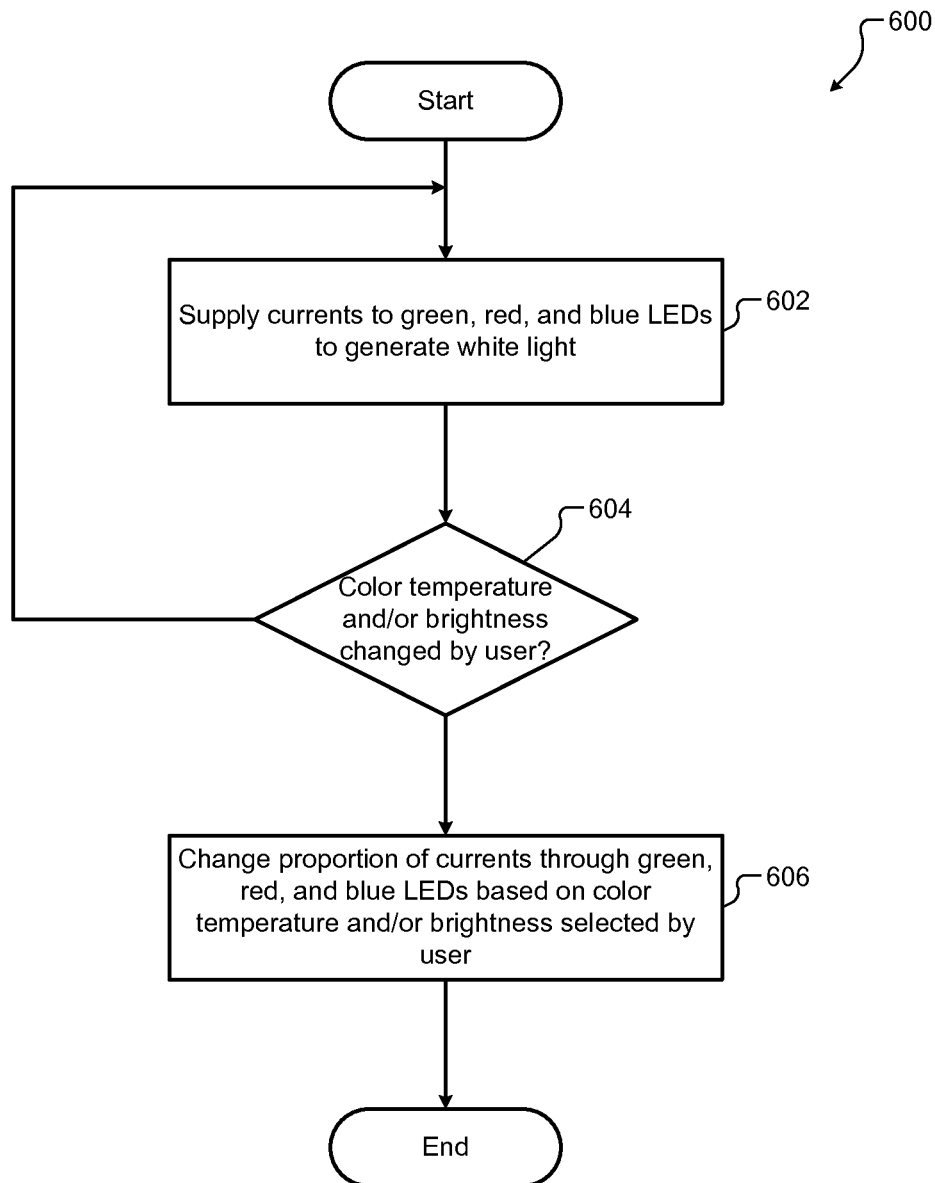 600
Start
Supply currents to green, red, and blue LEDs
to generate white light
602
604
Color temperature
and/or brightness
changed by user?
Change proportion of currents through green,
red, and blue LEDs based on color
temperature and/or brightness selected by
user
606
End